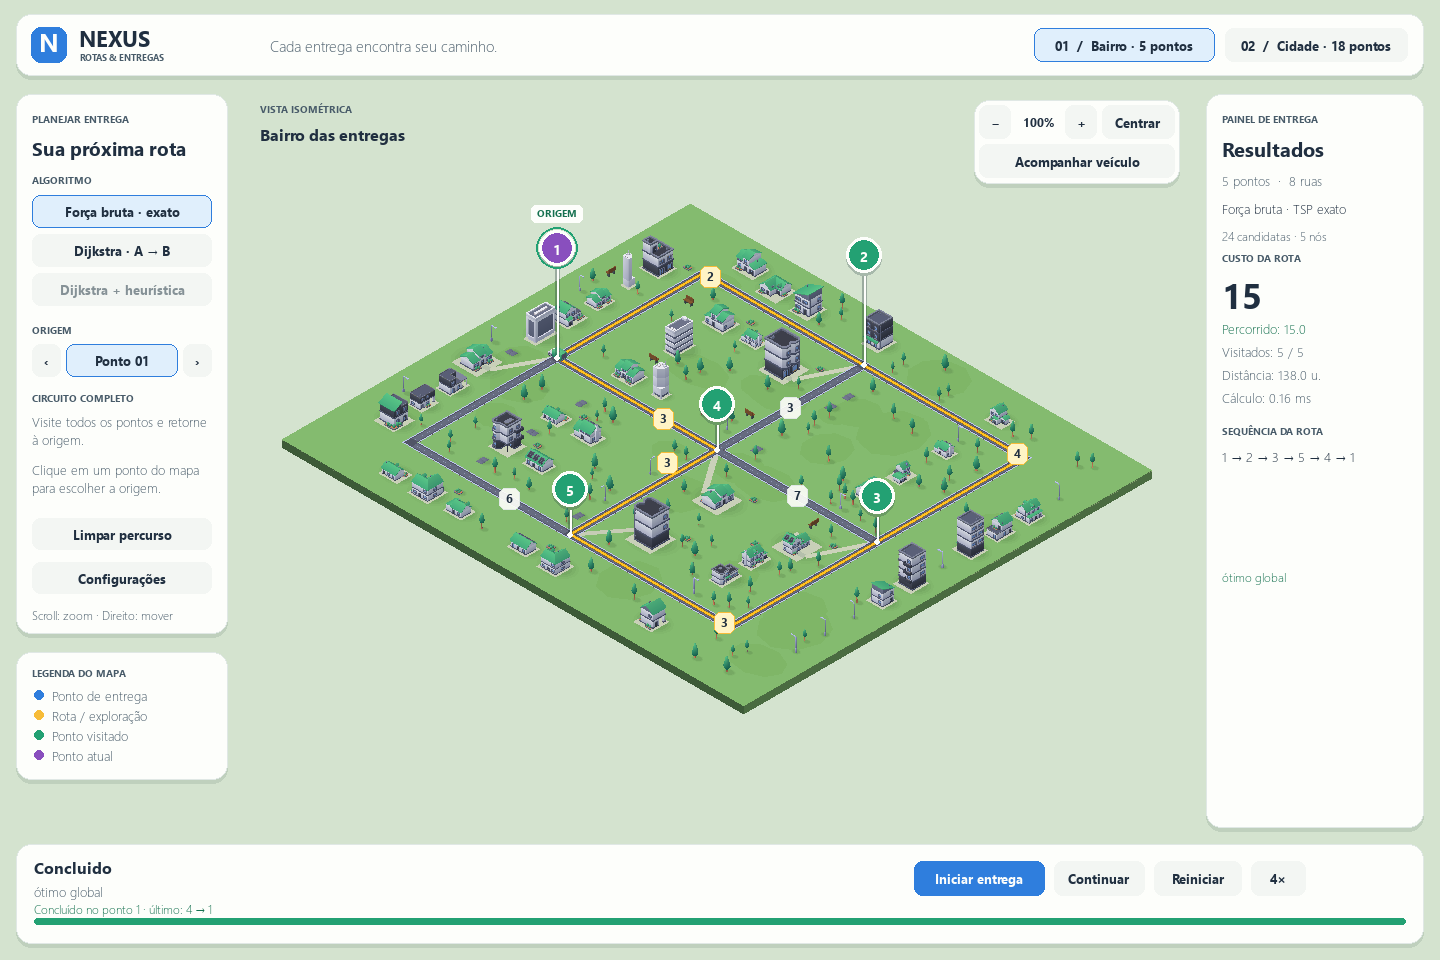 N
NEXUS
ROTAS & ENTREGAS
Cada entrega encontra seu caminho.
01 / Bairro · 5 pontos
02 / Cidade · 18 pontos
PLANEJAR ENTREGA
Sua próxima rota
ALGORITMO
Força bruta · exato
Dijkstra · A → B
Dijkstra + heurística
ORIGEM
‹ Ponto 01 ›
CIRCUITO COMPLETO
Visite todos os pontos e retorne
à origem.
Clique em um ponto do mapa
para escolher a origem.
Limpar percurso
Configurações
Scroll: zoom · Direito: mover
LEGENDA DO MAPA
Ponto de entrega
Rota / exploração
Ponto visitado
Ponto atual
VISTA ISOMÉTRICA
Bairro das entregas
– 100% + Centrar
Acompanhar veículo
ORIGEM
1
2
2
4
3
3
3
4
5
6
7
3
3
PAINEL DE ENTREGA
Resultados
5 pontos · 8 ruas
Força bruta · TSP exato
24 candidatas · 5 nós
CUSTO DA ROTA
15
Percorrido: 15.0
Visitados: 5 / 5
Distância: 138.0 u.
Cálculo: 0.16 ms
SEQUÊNCIA DA ROTA
1 → 2 → 3 → 5 → 4 → 1
ótimo global
Concluido
ótimo global
Concluído no ponto 1 · último: 4 → 1
Iniciar entrega
Continuar
Reiniciar
4×